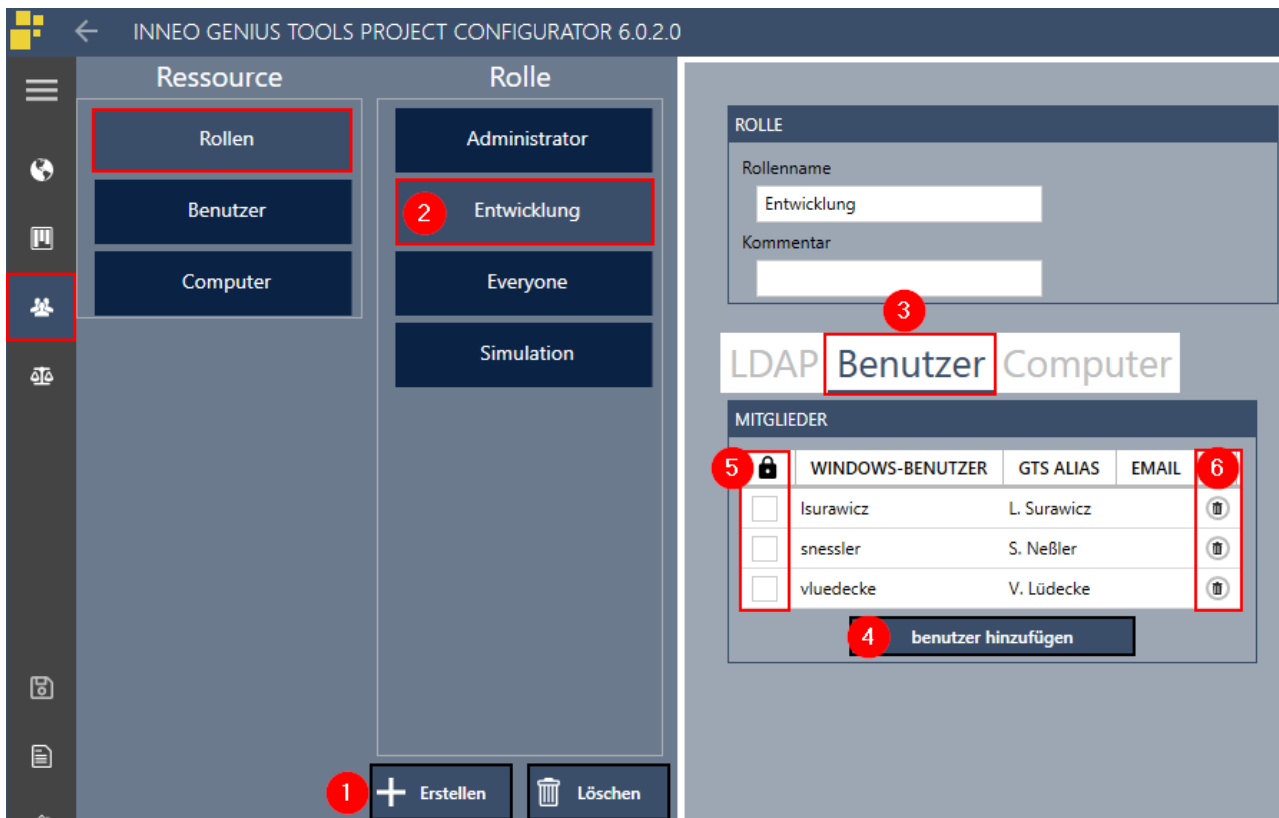 INNEO GENIUS TOOLS PROJECT CONFIGURATOR 6.0.2.0
Ressource
Rollen
Benutzer
Computer
Rolle
Administrator
2 Entwicklung
Everyone
Simulation
1 Erstellen
Löschen
ROLLE
Rollenname
Entwicklung
Kommentar
3
LDAP Benutzer Computer
MITGLIEDER
5 WINDOWS-BENUTZER GTS ALIAS EMAIL 6
lsurawicz L. Surawicz
snessler S. Neßler
vluedecke V. Lüdecke
4 benutzer hinzufügen